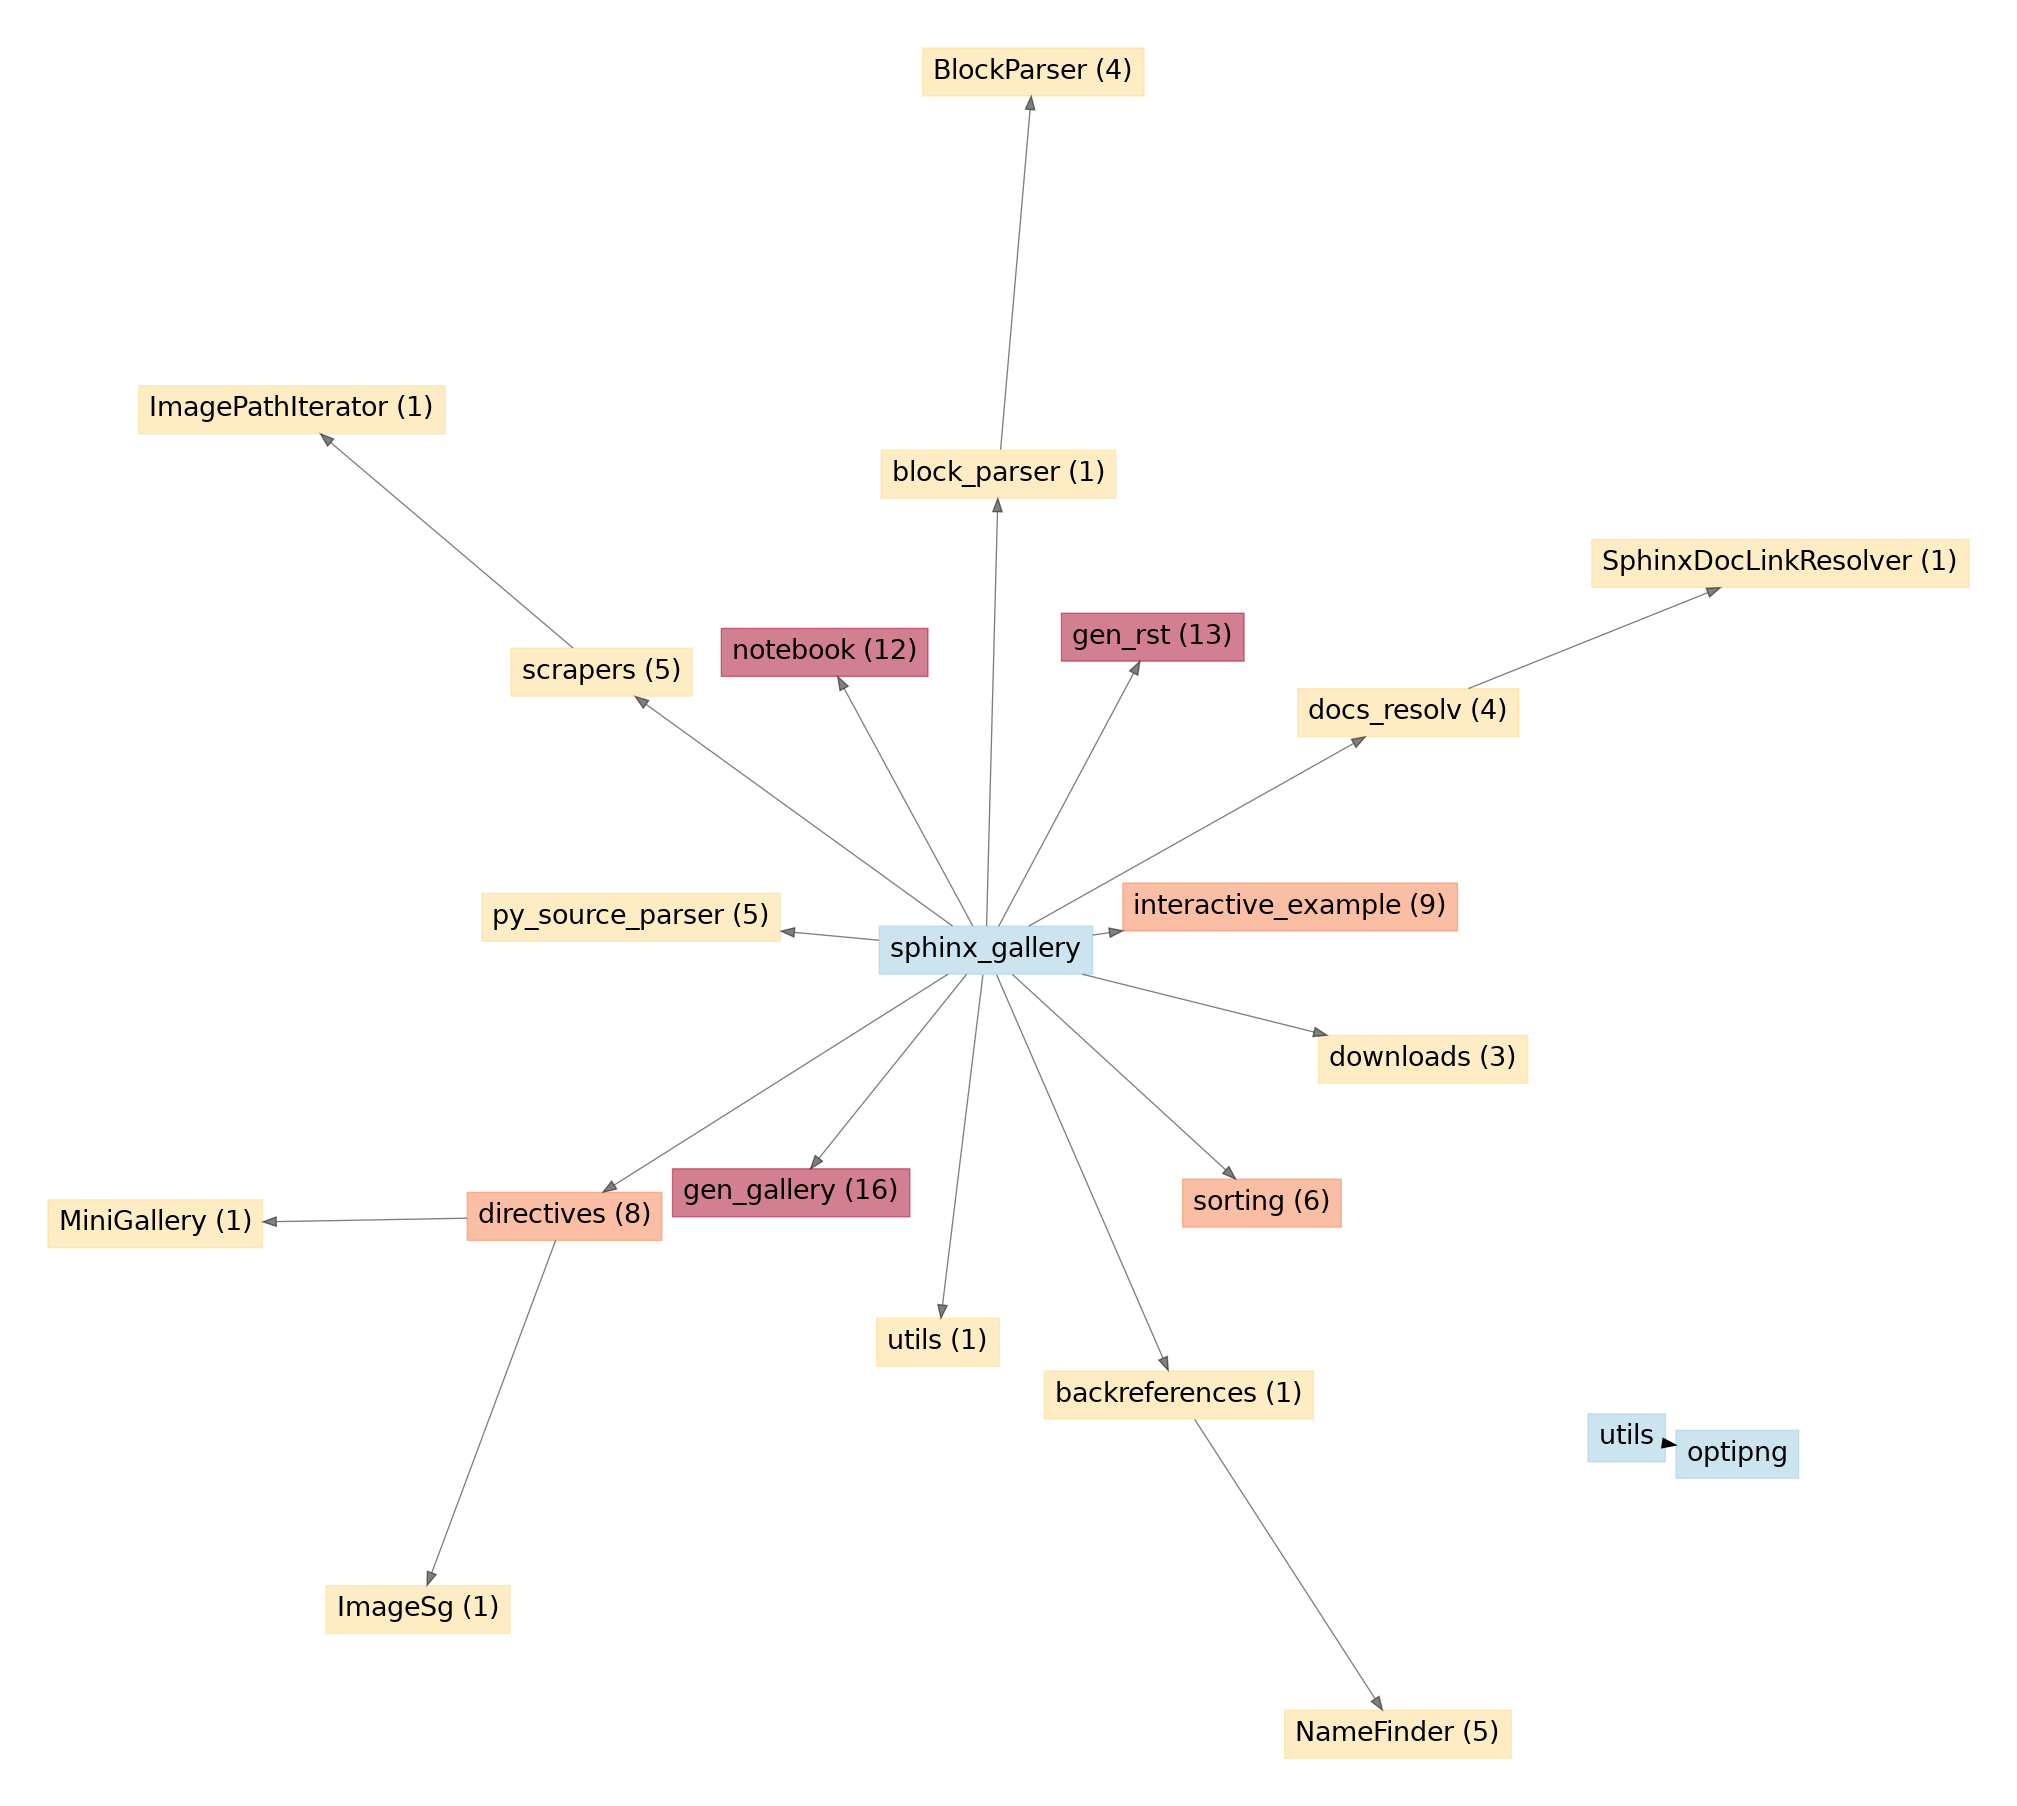 BlockParser (4)
ImagePathIterator (1)
block_parser (1)
SphinxDocLinkResolver (1)
gen_rst (13)
notebook (12)
scrapers (5)
docs_resolv (4)
interactive_example (9)
py_source_parser (5)
sphinx_gallery
downloads (3)
gen_gallery (16)
sorting (6)
directives (8)
MiniGallery (1)
utils (1)
backreferences (1)
utils
optipng
ImageSg (1)
NameFinder (5)